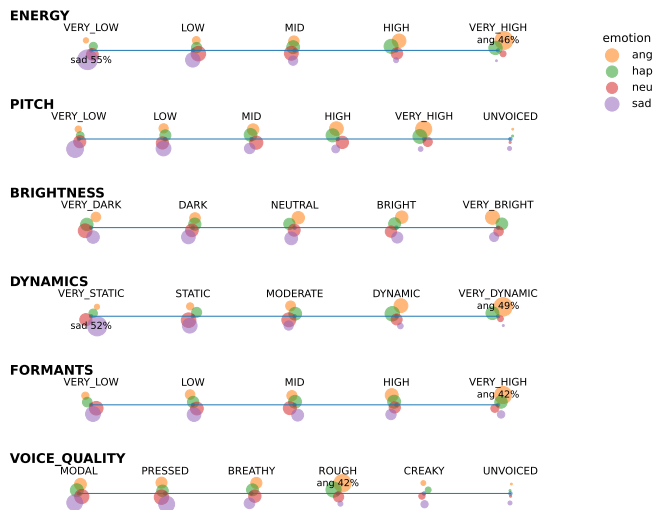 ENERGY
VERY_LOW LOW MID HIGH VERY_HIGH
ang 46%
sad 55%
emotion
ang
hap
neu
sad
PITCH
VERY_LOW LOW MID HIGH VERY_HIGH UNVOICED
BRIGHTNESS
VERY_DARK DARK NEUTRAL BRIGHT VERY_BRIGHT
DYNAMICS
VERY_STATIC STATIC MODERATE DYNAMIC VERY_DYNAMIC
ang 49%
sad 52%
FORMANTS
VERY_LOW LOW MID HIGH VERY_HIGH
ang 42%
VOICE_QUALITY
MODAL PRESSED BREATHY ROUGH CREAKY UNVOICED
ang 42%